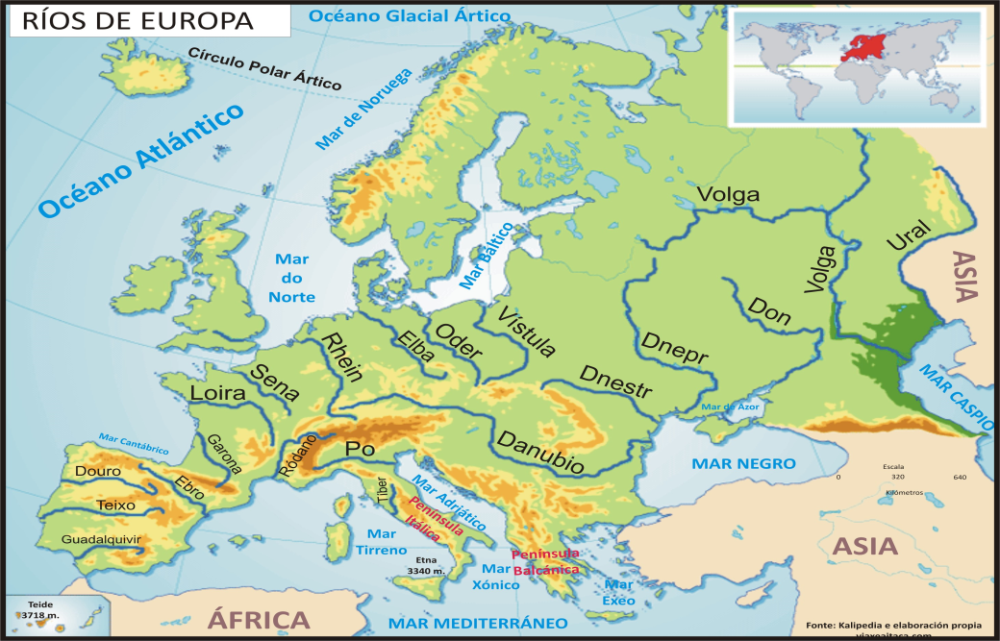 RÍOS DE EUROPA
Océano Glacial Ártico
Círculo Polar Ártico
Mar de Noruega
Océano Atlántico
Volga
Ural
ASIA
Mar
do
Norte
Mar Báltico
Volga
Don
Vístula
Oder
Elba
Rhein
Dnepr
Dnestr
Sena
Loira
MAR CASPIO
Mar de Azor
Mar Cantábrico
Garona
Ródano
Po
Danubio
MAR NEGRO
Escala
0 320 640
Kilómetros
Douro
Ebro
Teixo
Tiber
Mar Adriático
Península
Itálica
Guadalquivir
Mar
Tirreno
Etna
3340 m.
Mar
Xónico
Península
Balcánica
Mar
Exeo
ASIA
Teide
3718 m.
ÁFRICA
MAR MEDITERRÁNEO
Fonte: Kalipedia e elaboración propia
viaxeaitaca.com